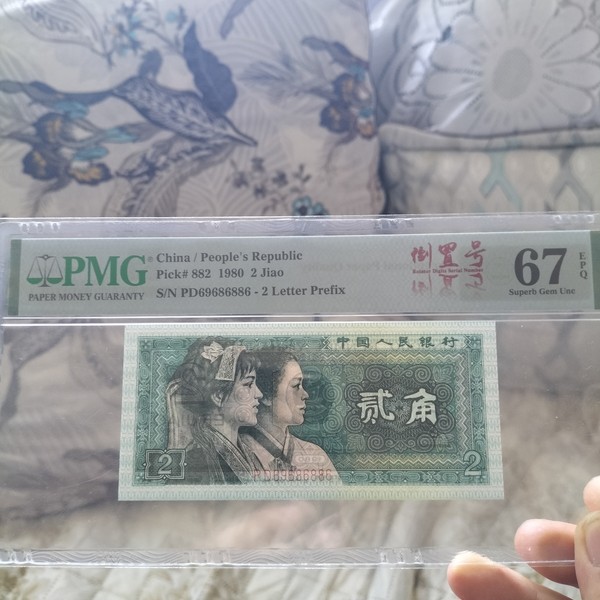 PMG
PAPER MONEY GUARANTY
China / People's Republic
Pick# 882 1980 2 Jiao
S/N PD69686886 - 2 Letter Prefix
倒置号
67
EPQ
Superb Gem Unc
中国人民银行
贰角
2
2